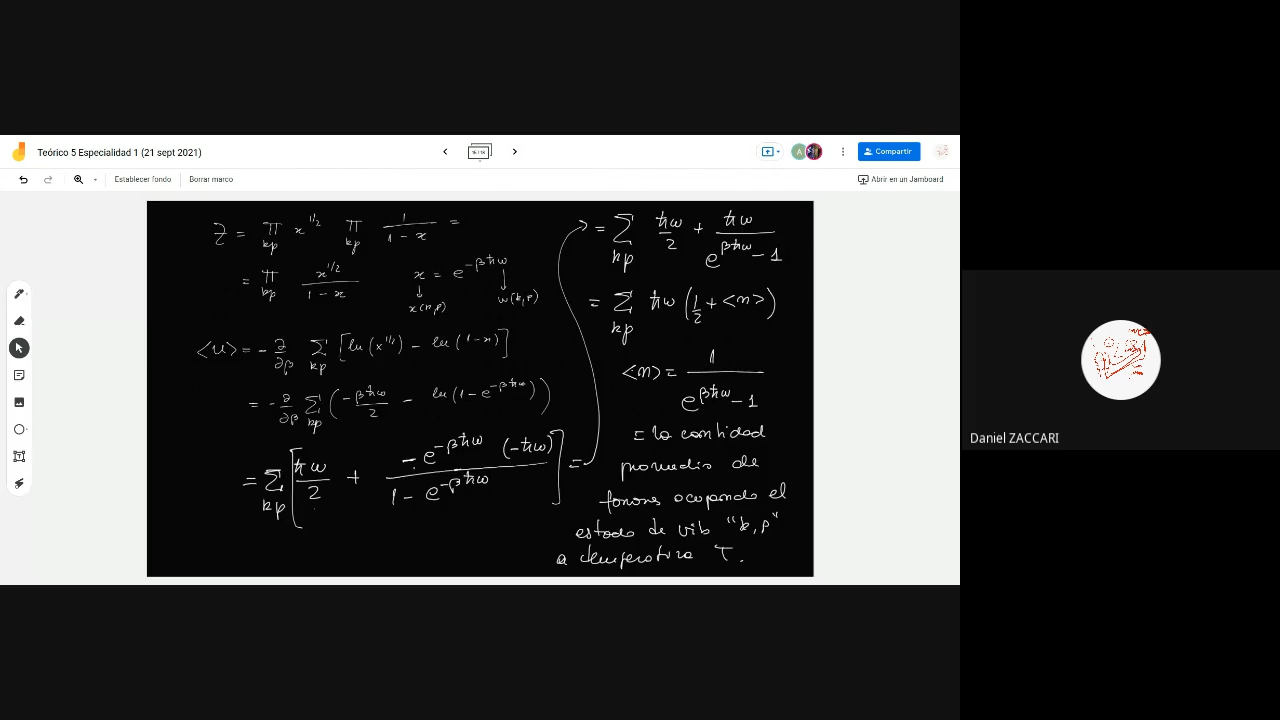 Teórico 5 Especialidad 1 (21 sept 2021)
15/18
A
Compartir
Establecer fondo
Borrar marco
Abrir en un Jamboard
Z = ∏_{kp} x^{1/2} ∏_{kp} 1/(1 - x) =
= ∏_{kp} x^{1/2}/(1 - x)    x = e^{-βħω}
x(k,p)    ω(k,p)
<u> = - ∂/∂β ∑_{kp} [ln(x^{1/2}) - ln(1-x)]
= - ∂/∂β ∑_{kp} (-βħω/2 - ln(1 - e^{-βħω}))
= ∑_{kp} [ħω/2 + -e^{-βħω} (-ħω)/(1 - e^{-βħω})] =
= ∑_{kp} ħω/2 + ħω/(e^{βħω} - 1)
= ∑_{kp} ħω (1/2 + <n>)
<n> = 1/(e^{βħω} - 1)
= la cantidad
promedio de
fonones ocupando el
estado de vib "k,p"
a temperatura T.
Daniel ZACCARI